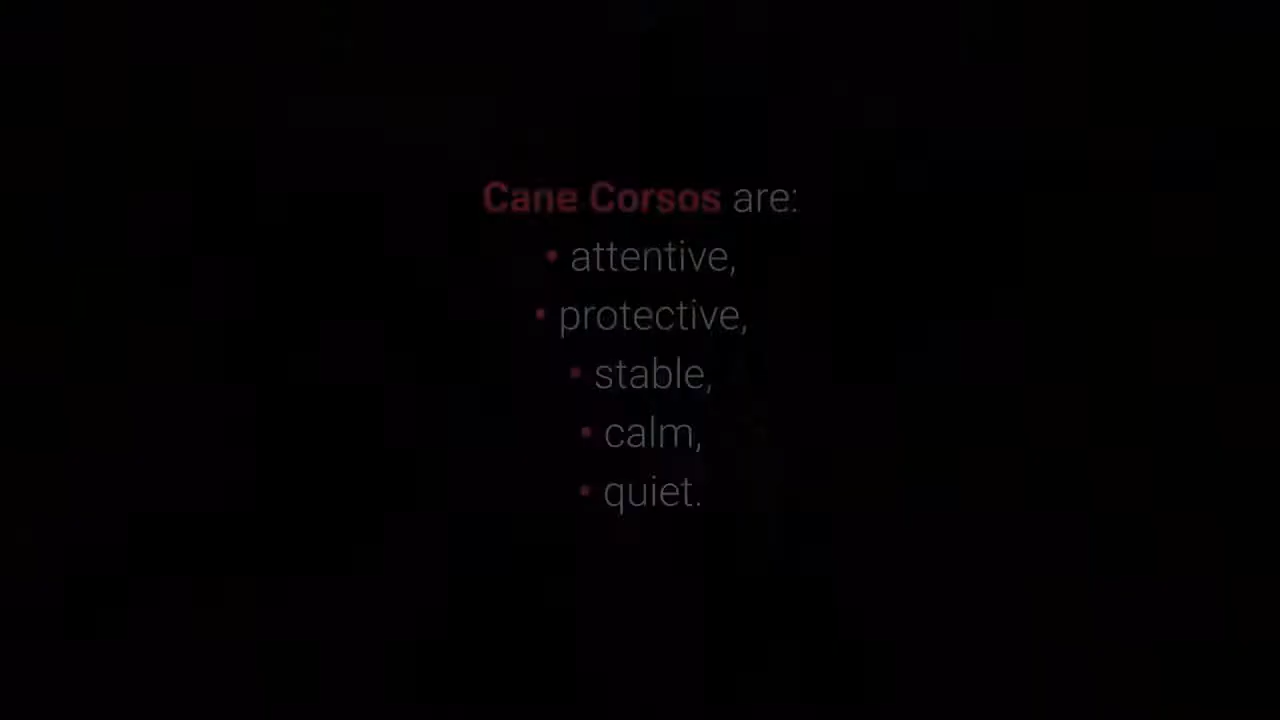 Cane Corsos are:
• attentive,
• protective,
• stable,
• calm,
• quiet.